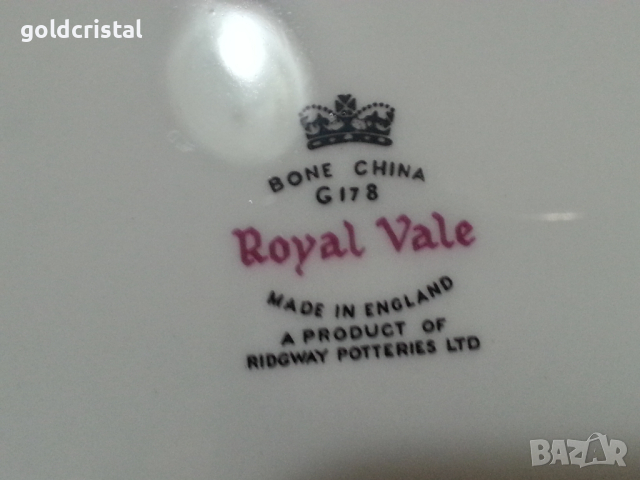 goldcristal
BONE CHINA
G178
Royal Vale
MADE IN ENGLAND
A PRODUCT OF
RIDGWAY POTTERIES LTD
BAZAR